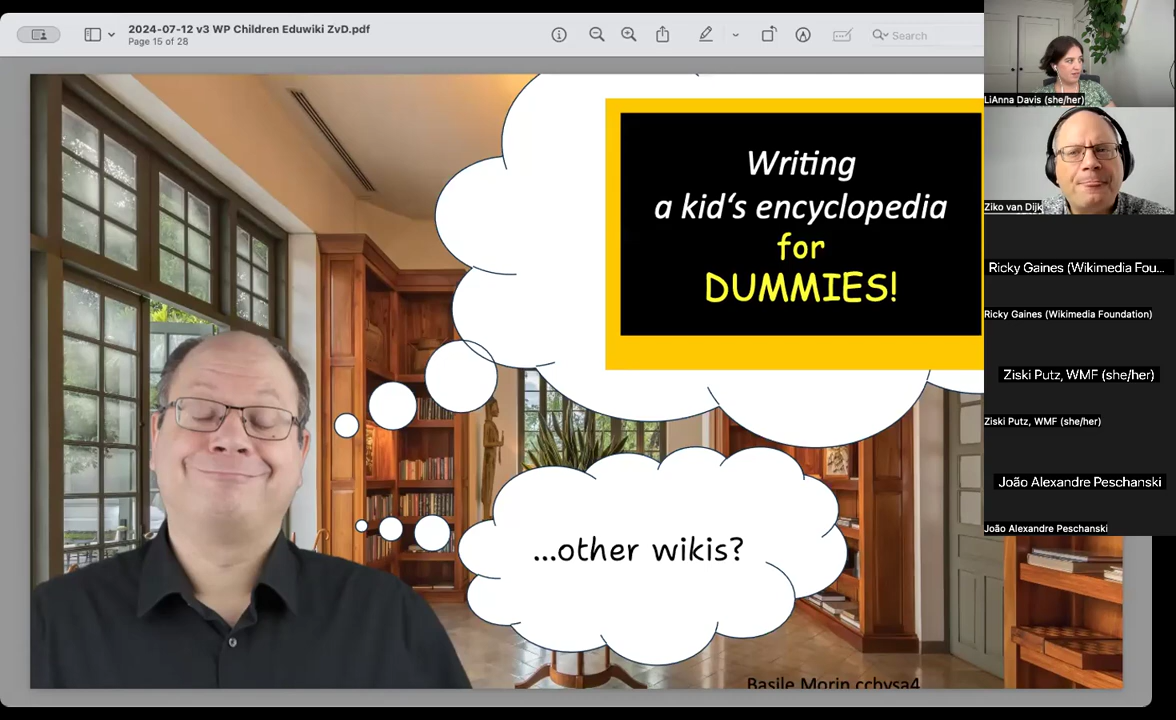 2024-07-12 v3 WP Children Eduwiki ZvD.pdf
Page 15 of 28
Search
Writing
a kid‘s encyclopedia
for
DUMMIES!
...other wikis?
Basile Morin ccbysa4
LiAnna Davis (she/her)
Ziko van Dijk
Ricky Gaines (Wikimedia Fou...
Ricky Gaines (Wikimedia Foundation)
Ziski Putz, WMF (she/her)
Ziski Putz, WMF (she/her)
João Alexandre Peschanski
João Alexandre Peschanski